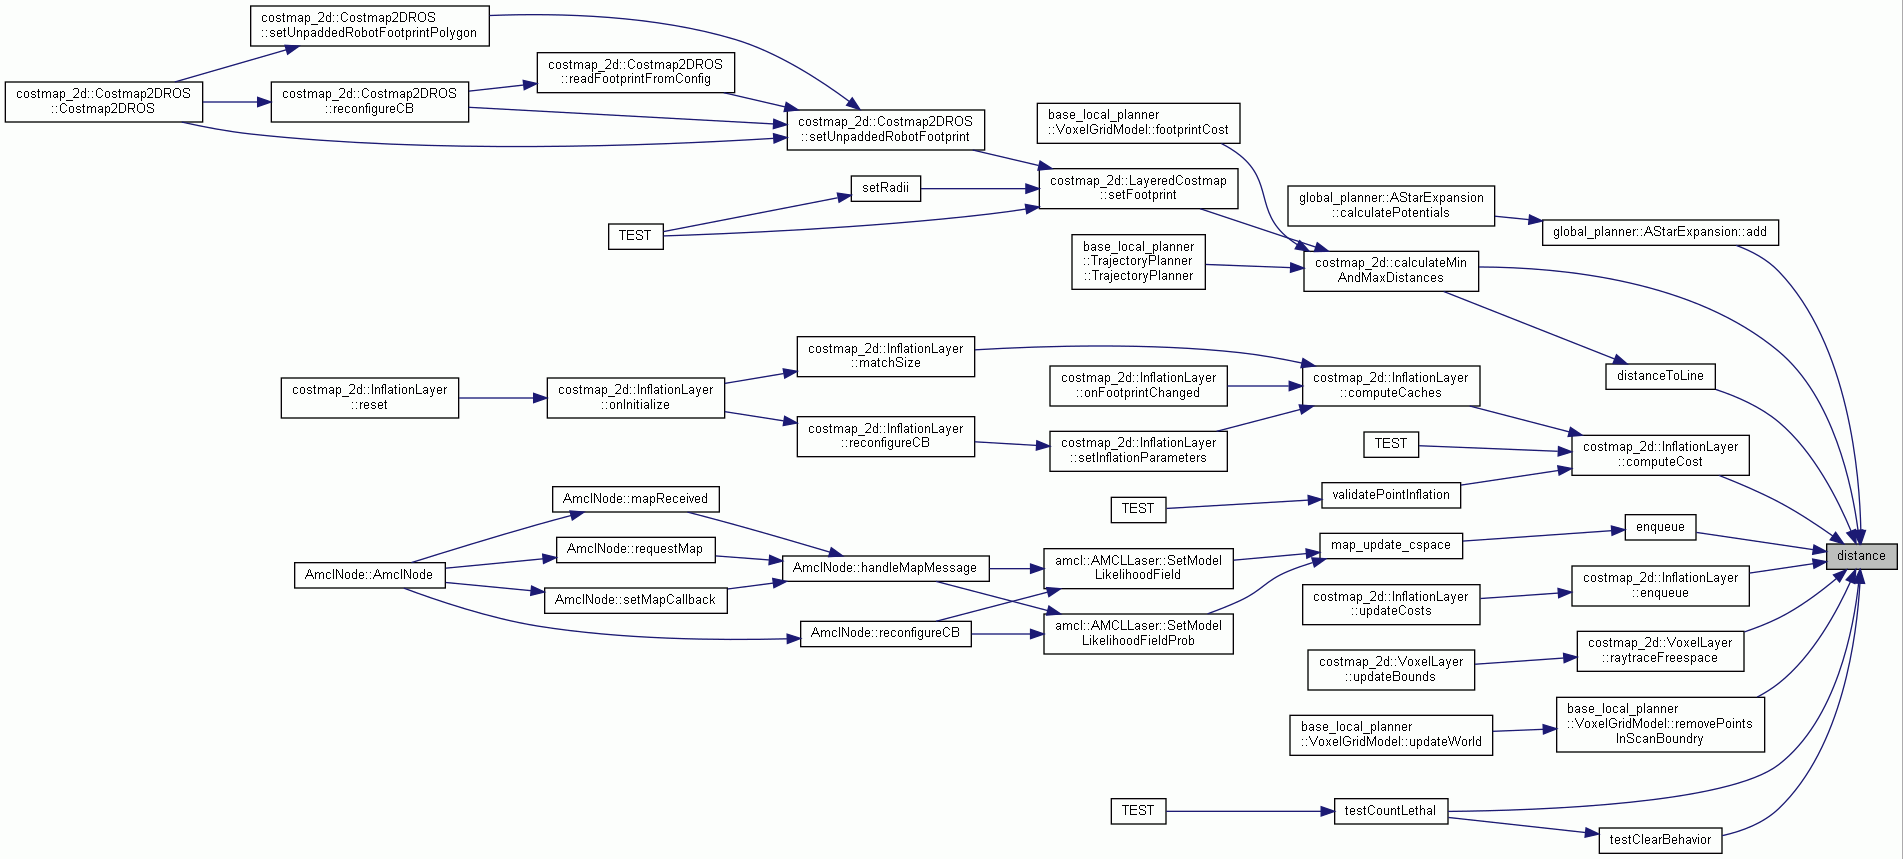 costmap_2d::Costmap2DROS
::setUnpaddedRobotFootprintPolygon
costmap_2d::Costmap2DROS
::readFootprintFromConfig
costmap_2d::Costmap2DROS
::Costmap2DROS
costmap_2d::Costmap2DROS
::reconfigureCB
costmap_2d::Costmap2DROS
::setUnpaddedRobotFootprint
base_local_planner
::VoxelGridModel::footprintCost
setRadii
costmap_2d::LayeredCostmap
::setFootprint
global_planner::AStarExpansion
::calculatePotentials
TEST
global_planner::AStarExpansion::add
base_local_planner
::TrajectoryPlanner
::TrajectoryPlanner
costmap_2d::calculateMin
AndMaxDistances
costmap_2d::InflationLayer
::matchSize
distanceToLine
costmap_2d::InflationLayer
::reset
costmap_2d::InflationLayer
::onInitialize
costmap_2d::InflationLayer
::onFootprintChanged
costmap_2d::InflationLayer
::computeCaches
costmap_2d::InflationLayer
::reconfigureCB
costmap_2d::InflationLayer
::setInflationParameters
TEST
costmap_2d::InflationLayer
::computeCost
AmclNode::mapReceived
TEST
validatePointInflation
enqueue
AmclNode::requestMap
map_update_cspace
distance
AmclNode::AmclNode
AmclNode::handleMapMessage
amcl::AMCLLaser::SetModel
LikelihoodField
costmap_2d::InflationLayer
::enqueue
AmclNode::setMapCallback
costmap_2d::InflationLayer
::updateCosts
AmclNode::reconfigureCB
amcl::AMCLLaser::SetModel
LikelihoodFieldProb
costmap_2d::VoxelLayer
::raytraceFreespace
costmap_2d::VoxelLayer
::updateBounds
base_local_planner
::VoxelGridModel::removePoints
InScanBoundry
base_local_planner
::VoxelGridModel::updateWorld
TEST
testCountLethal
testClearBehavior